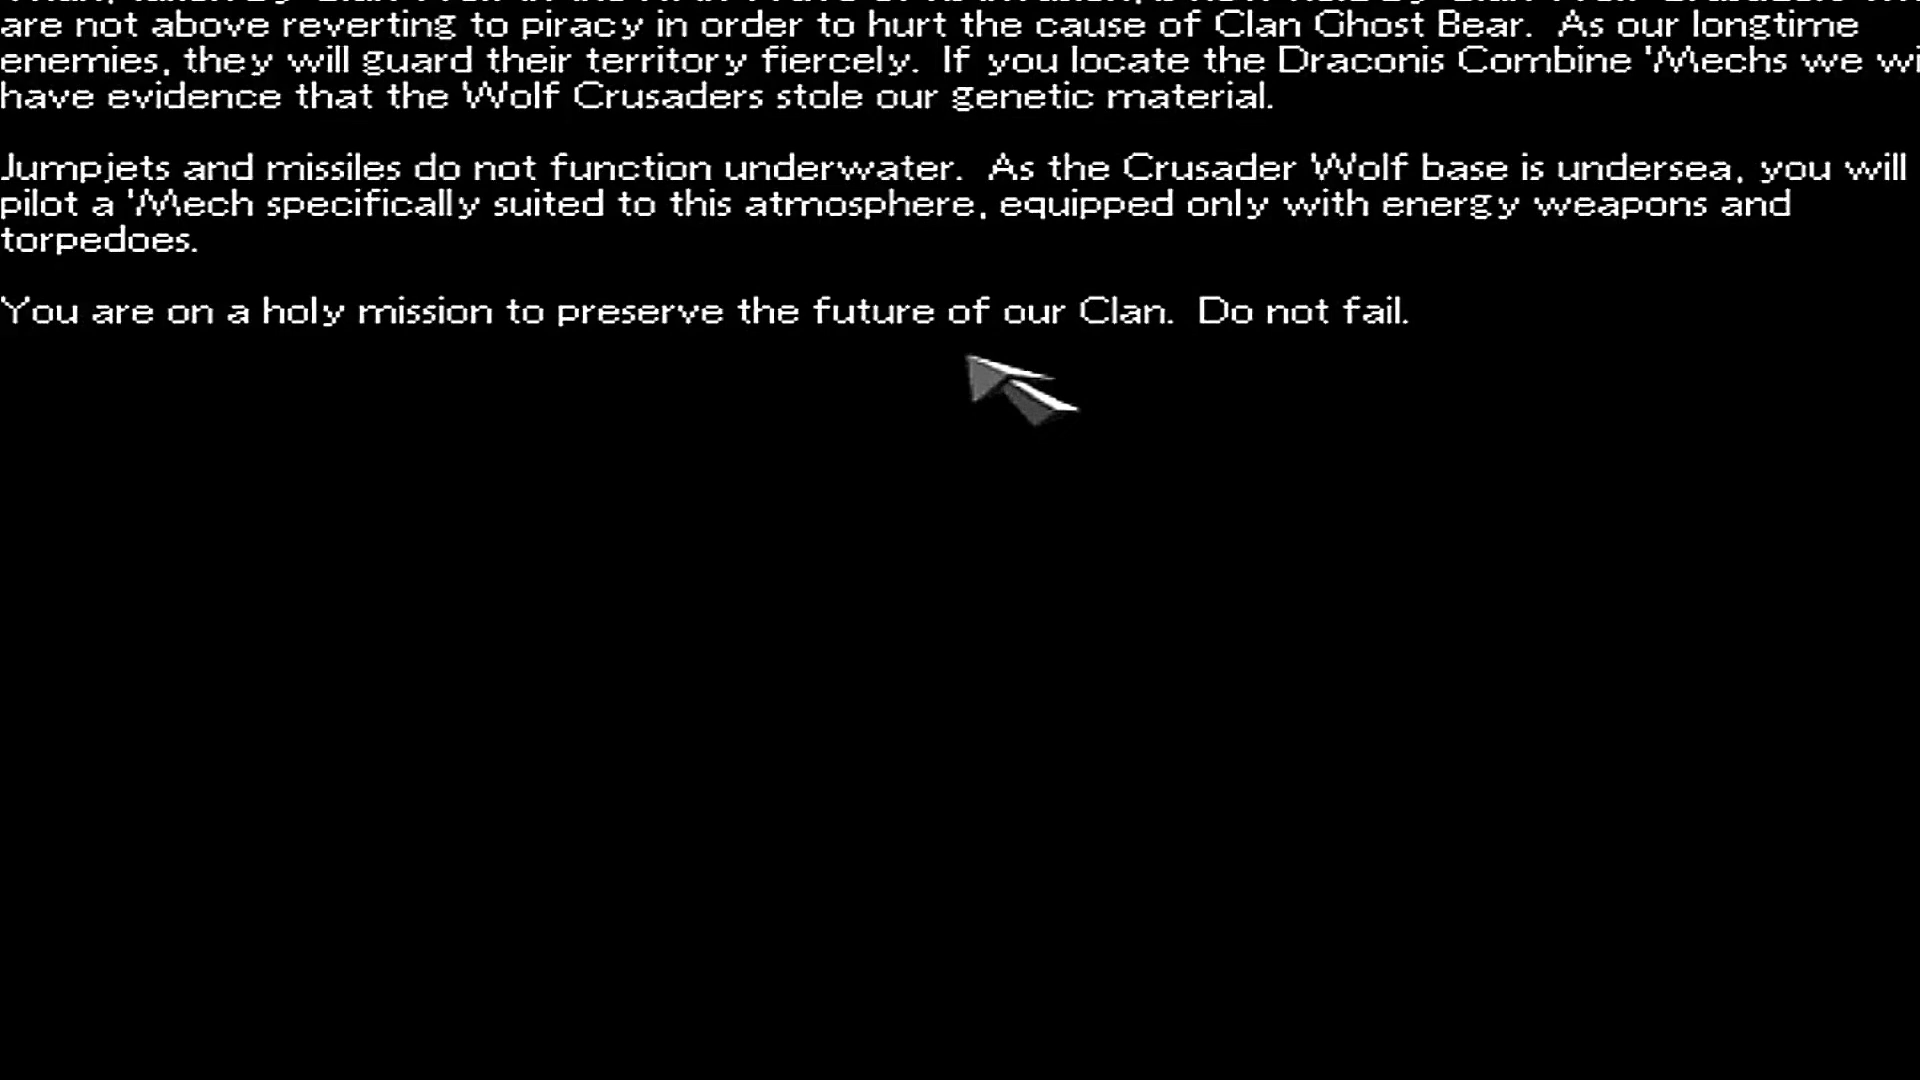 are not above reverting to piracy in order to hurt the cause of Clan Ghost Bear. As our longtime
enemies, they will guard their territory fiercely. If you locate the Draconis Combine 'Mechs we
have evidence that the Wolf Crusaders stole our genetic material.
Jumpjets and missiles do not function underwater. As the Crusader Wolf base is undersea, you will
pilot a 'Mech specifically suited to this atmosphere, equipped only with energy weapons and
torpedoes.
You are on a holy mission to preserve the future of our Clan. Do not fail.